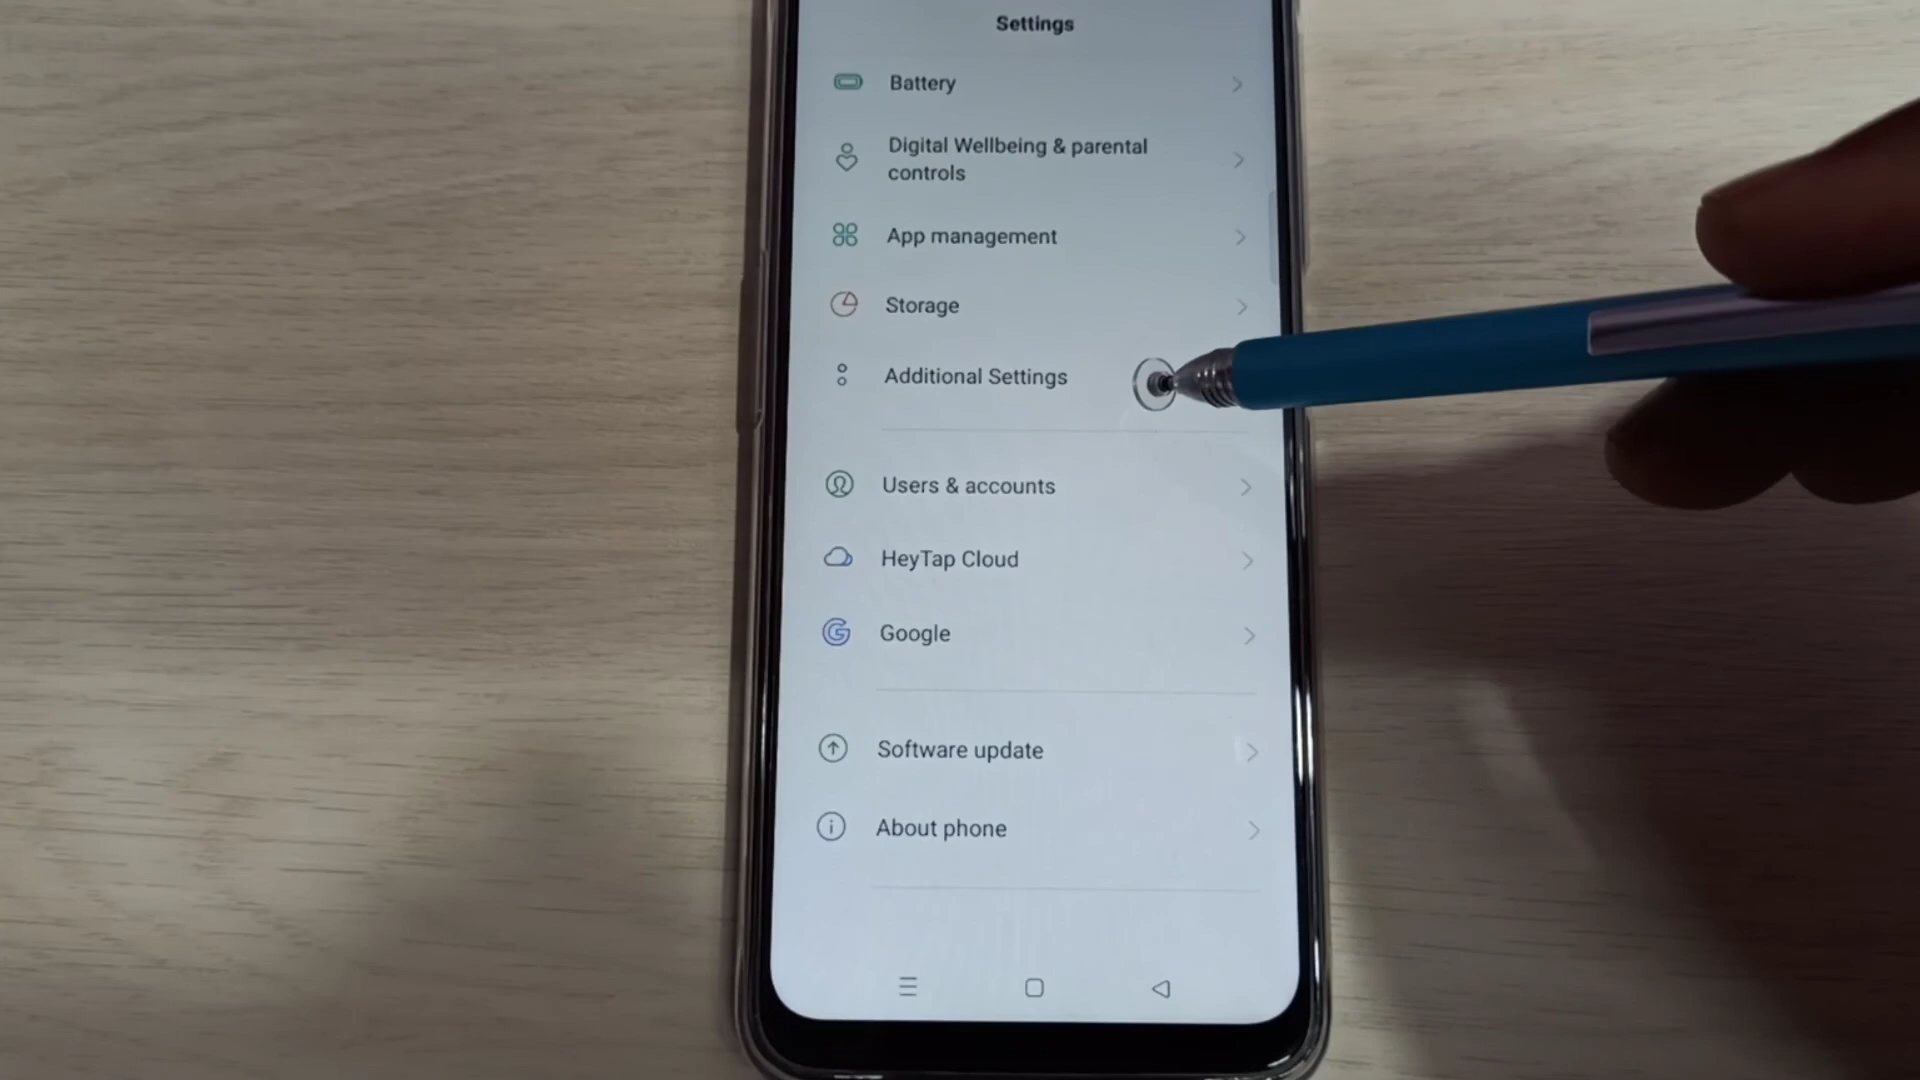 Settings
Battery
Digital Wellbeing & parental
controls
App management
Storage
Additional Settings
Users & accounts
HeyTap Cloud
Google
Software update
About phone